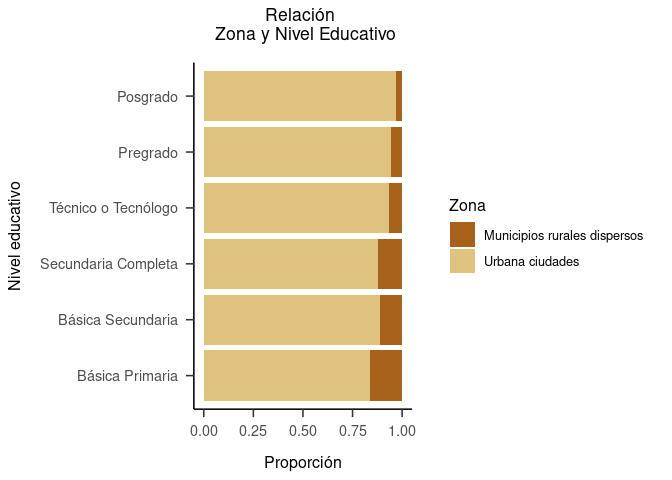 Relación
Zona y Nivel Educativo
Nivel educativo
Posgrado
Pregrado
Técnico o Tecnólogo
Secundaria Completa
Básica Secundaria
Básica Primaria
0.00 0.25 0.50 0.75 1.00
Proporción
Zona
Municipios rurales dispersos
Urbana ciudades